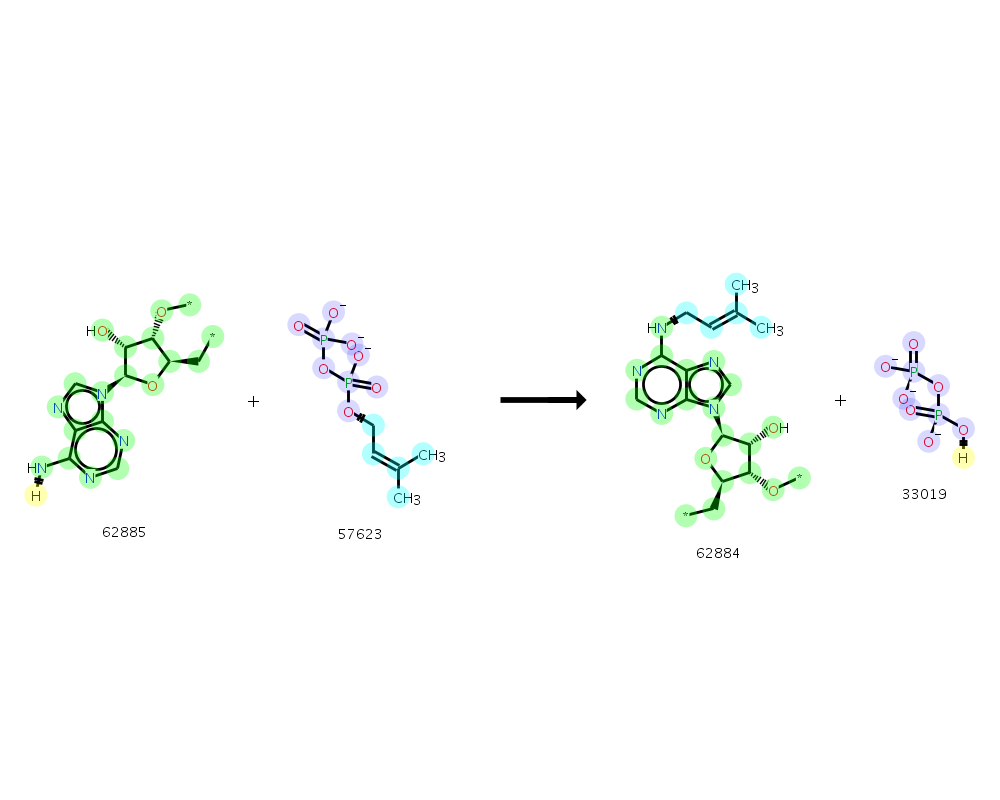 HO O * * O N N N N HN H O
62885
+
O O⁻ P O⁻ O⁻ O P O O CH3 CH3
57623
CH3 CH3 HN N N N N OH O O * *
62884
+
O O⁻ P O⁻ O O P O⁻ O H
33019